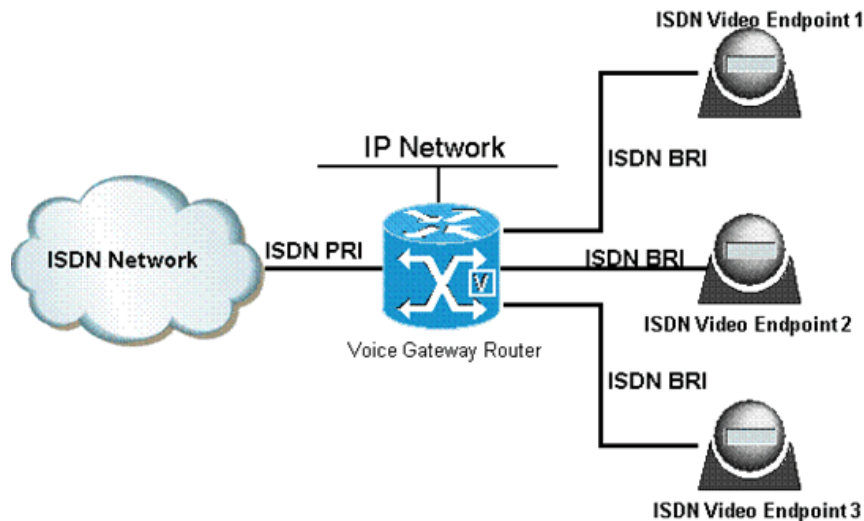 ISDN Video Endpoint 1
IP Network
ISDN BRI
ISDN Network
ISDN PRI
V
ISDN BRI
ISDN Video Endpoint 2
Voice Gateway Router
ISDN BRI
ISDN Video Endpoint 3